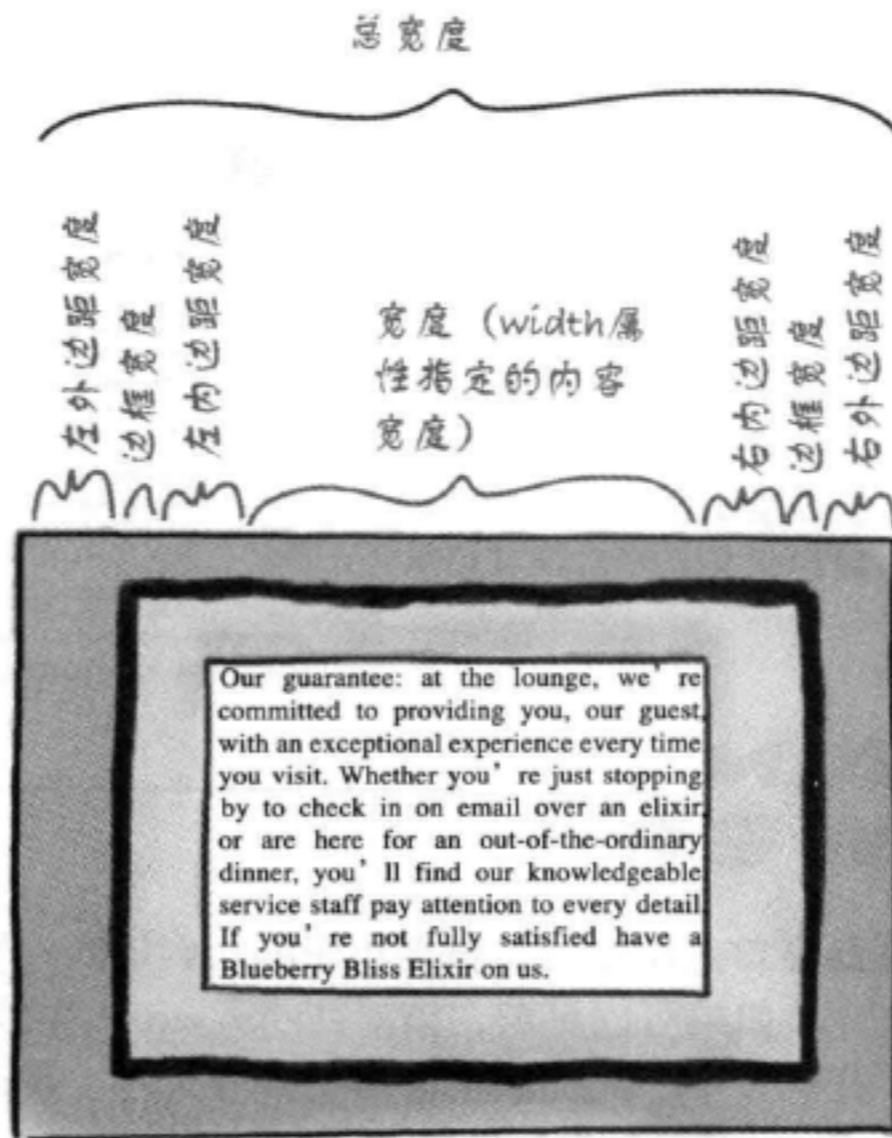 总宽度
左外边距宽度
边框宽度
左内边距宽度
宽度（width属
性指定的内容
宽度）
右内边距宽度
边框宽度
右外边距宽度
Our guarantee: at the lounge, we’ re
committed to providing you, our guest,
with an exceptional experience every time
you visit. Whether you’ re just stopping
by to check in on email over an elixir,
or are here for an out-of-the-ordinary
dinner, you’ ll find our knowledgeable
service staff pay attention to every detail.
If you’ re not fully satisfied have a
Blueberry Bliss Elixir on us.